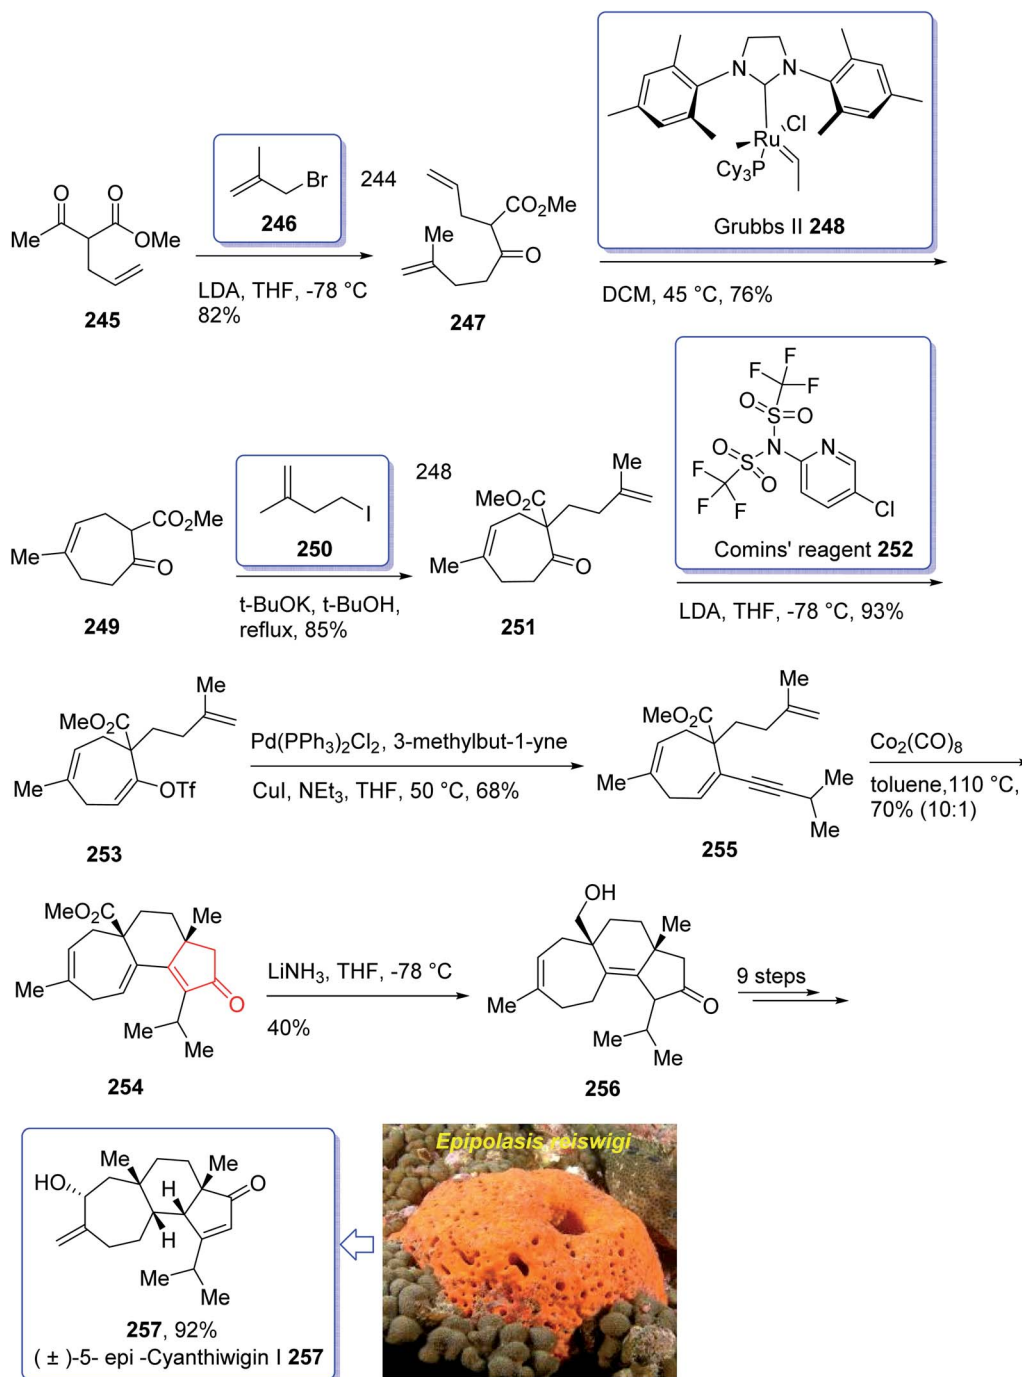 O
O
Me
OMe
245
Br
246
244
LDA, THF, -78 °C
82%
CO₂Me
Me
O
247
N
N
Cl
Ru
Cy₃P
Grubbs II 248
DCM, 45 °C, 76%
CO₂Me
Me
O
249
I
250
248
t-BuOK, t-BuOH,
reflux, 85%
MeO₂C
Me
Me
O
251
F
F
F
O
S
O
N
N
O
S
O
F
F
F
Cl
Comins' reagent 252
LDA, THF, -78 °C, 93%
Me
MeO₂C
Me
OTf
253
Pd(PPh₃)₂Cl₂, 3-methylbut-1-yne
CuI, NEt₃, THF, 50 °C, 68%
Me
MeO₂C
Me
Me
Me
255
Co₂(CO)₈
toluene,110 °C,
70% (10:1)
MeO₂C
Me
Me
O
Me
Me
254
LiNH₃, THF, -78 °C
40%
OH
Me
Me
O
Me
Me
256
9 steps
HO
Me
Me
O
H
H
Me
Me
257, 92%
( ± )-5- epi -Cyanthiwigin I 257
Epipolasis reiswigi